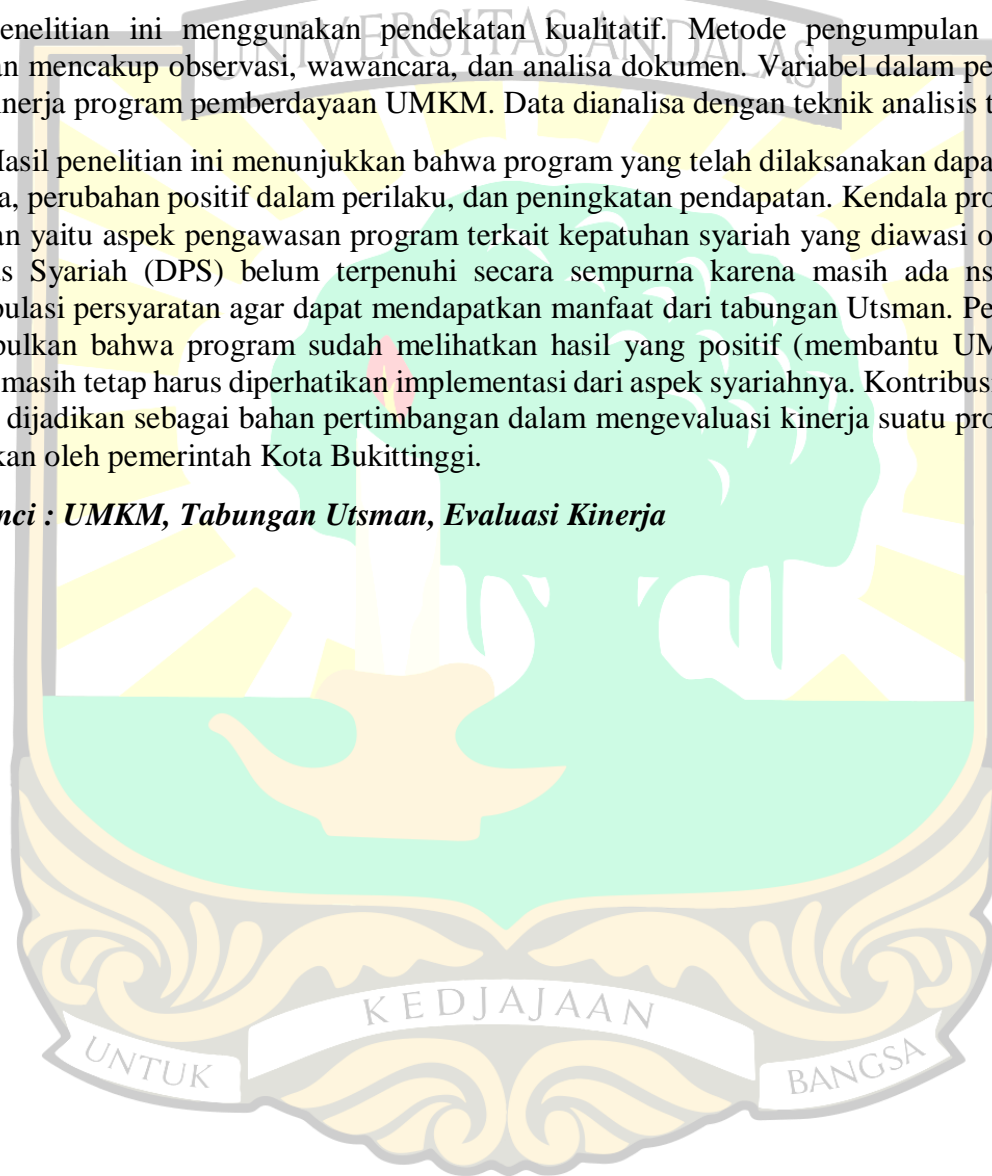 UNIVERSITAS ANDALAS
enelitian ini menggunakan pendekatan kualitatif. Metode pengumpulan
an mencakup observasi, wawancara, dan analisa dokumen. Variabel dalam pe
inerja program pemberdayaan UMKM. Data dianalisa dengan teknik analisis t
Hasil penelitian ini menunjukkan bahwa program yang telah dilaksanakan dapa
a, perubahan positif dalam perilaku, dan peningkatan pendapatan. Kendala pro
an yaitu aspek pengawasan program terkait kepatuhan syariah yang diawasi o
s Syariah (DPS) belum terpenuhi secara sempurna karena masih ada ns
pulasi persyaratan agar dapat mendapatkan manfaat dari tabungan Utsman. Pe
pulkan bahwa program sudah melihatkan hasil yang positif (membantu UM
masih tetap harus diperhatikan implementasi dari aspek syariahnya. Kontribus
dijadikan sebagai bahan pertimbangan dalam mengevaluasi kinerja suatu pro
kan oleh pemerintah Kota Bukittinggi.
nci : UMKM, Tabungan Utsman, Evaluasi Kinerja
UNTUK KEDJAJAAN BANGSA